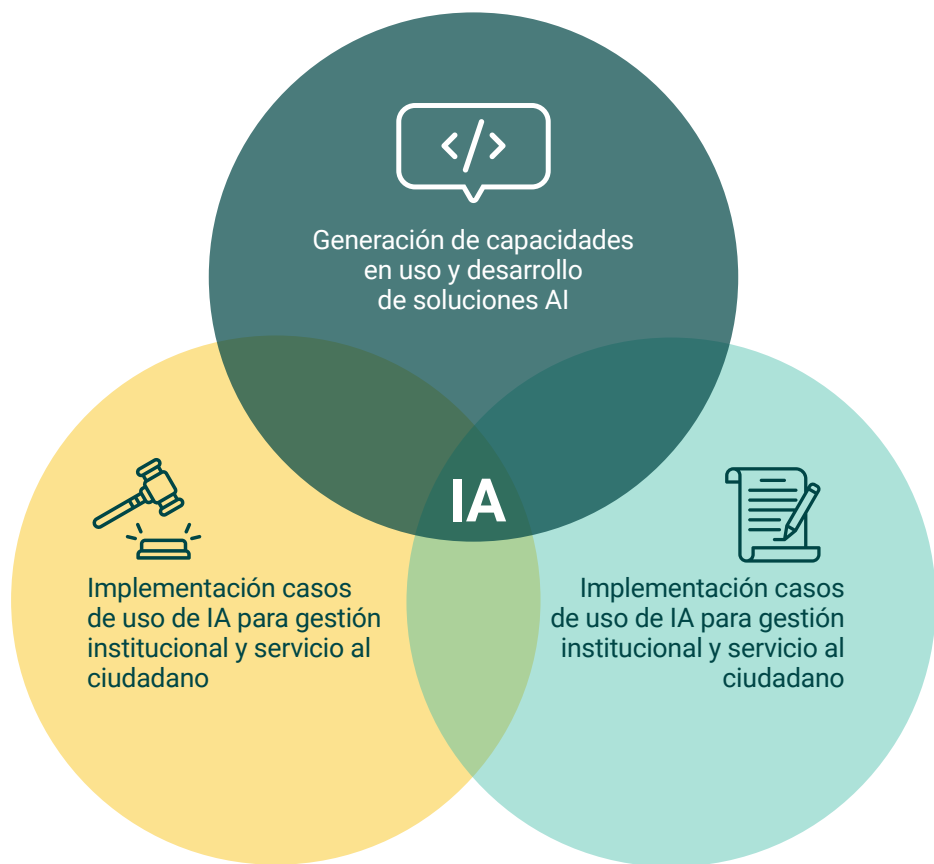 </>
Generación de capacidades
en uso y desarrollo
de soluciones AI
IA
Implementación casos
de uso de IA para gestión
institucional y servicio al
ciudadano
Implementación casos
de uso de IA para gestión
institucional y servicio al
ciudadano